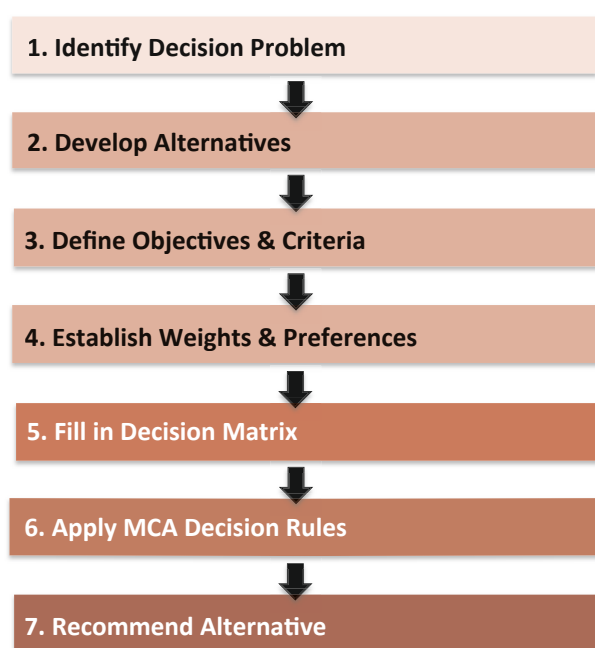 1. Identify Decision Problem
2. Develop Alternatives
3. Define Objectives & Criteria
4. Establish Weights & Preferences
5. Fill in Decision Matrix
6. Apply MCA Decision Rules
7. Recommend Alternative